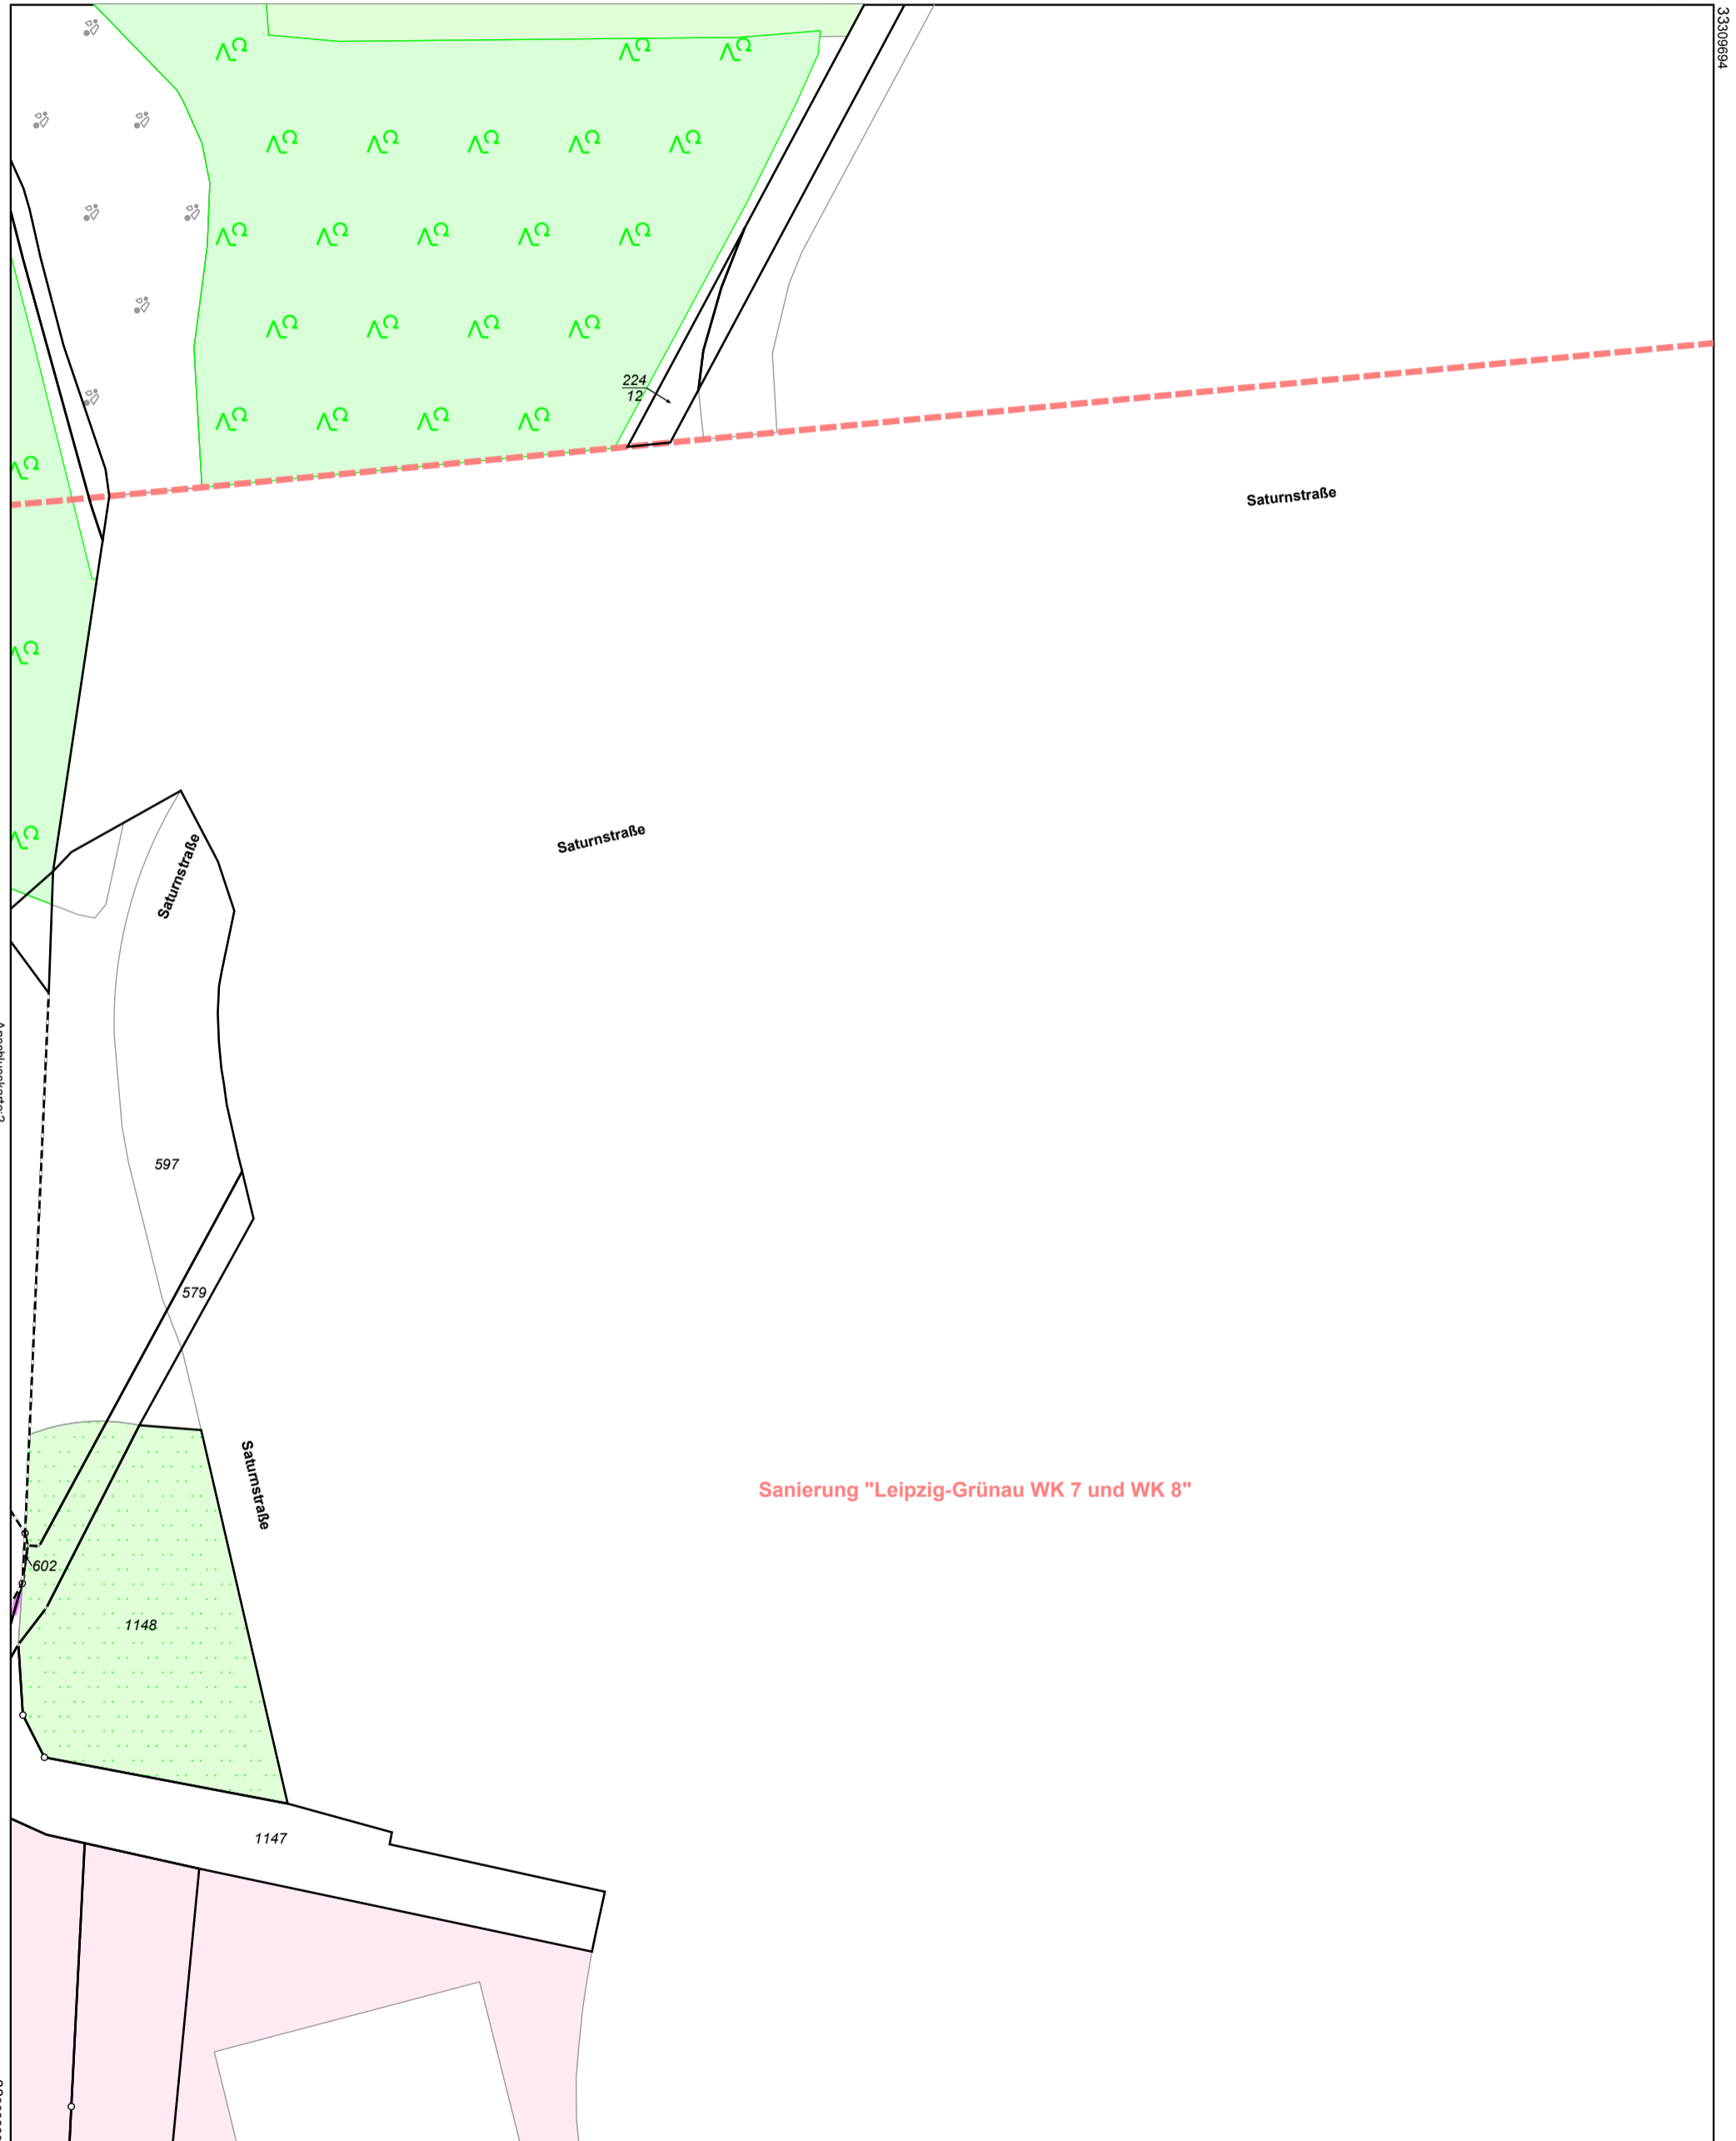 33309694
224
12
Saturnstraße
Saturnstraße
Saturnstraße
597
579
Saturnstraße
Sanierung "Leipzig-Grünau WK 7 und WK 8"
602
1148
1147